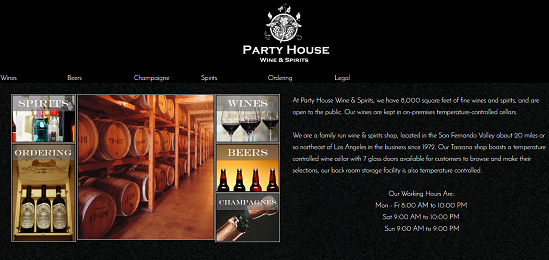 PARTY HOUSE
WINE & SPIRITS
Wines Beers Champagne Spirits Ordering Legal
SPIRITS
ORDERING
WINES
BEERS
CHAMPAGNES
At Party House Wine & Spirits, we have 8,000 square feet of fine wines and spirits, and are
open to the public. Our wines are kept in on-premises temperature-controlled cellars.
We are a family run wine & spirits shop, located in the San Fernando Valley about 20 miles or
so northeast of Los Angeles in the business since 1972. Our Tarzana shop boasts a temperature
controlled wine cellar with 7 glass doors available for customers to browse and make their
selections, our back room storage facility is also temperature controlled.
Our Working Hours Are:
Mon - Fr 8:00 AM to 10:00 PM
Sat 9:00 AM to 10:00 PM
Sun 9:00 AM to 9:00 PM